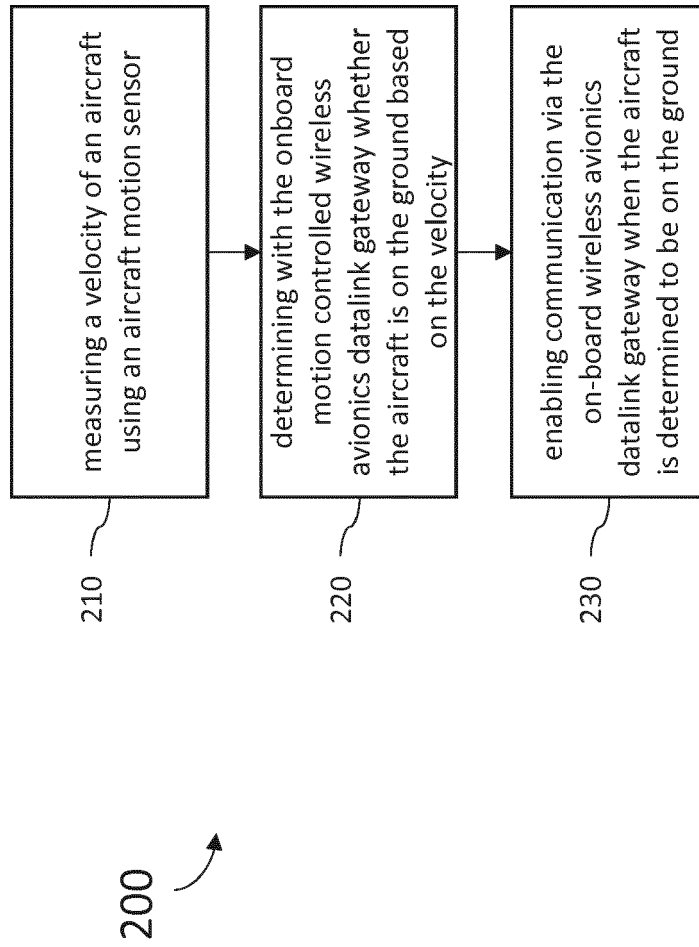 200
210
measuring a velocity of an aircraft
using an aircraft motion sensor
220
determining with the onboard
motion controlled wireless
avionics datalink gateway whether
the aircraft is on the ground based
on the velocity
230
enabling communication via the
on-board wireless avionics
datalink gateway when the aircraft
is determined to be on the ground